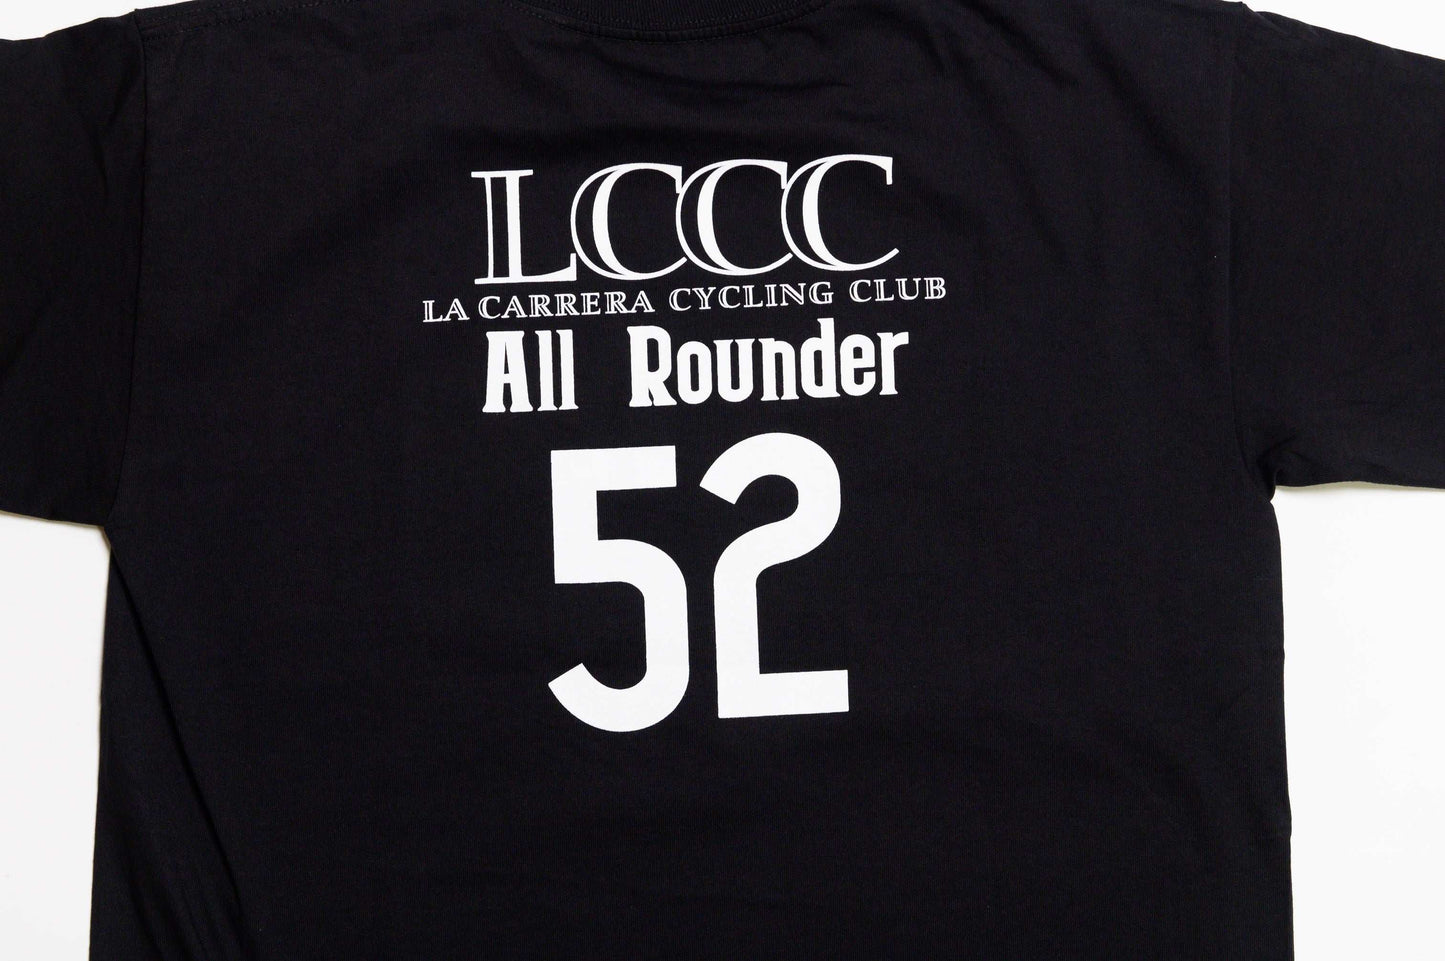 LCCC
LA CARRERA CYCLING CLUB
All Rounder
52